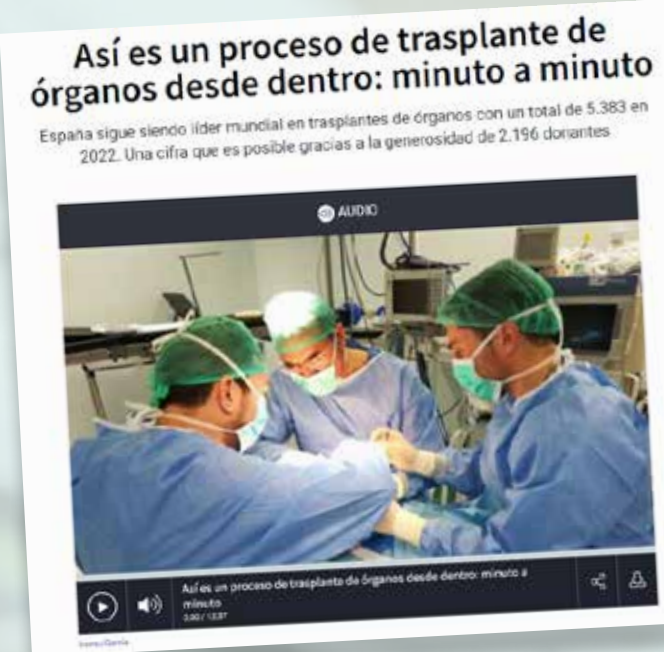 Así es un proceso de trasplante de
órganos desde dentro: minuto a minuto
España sigue siendo líder mundial en trasplantes de órganos con un total de 5.383 en
2022. Una cifra que es posible gracias a la generosidad de 2.196 donantes
AUDIO
Así es un proceso de trasplante de órganos desde dentro: minuto a
minuto